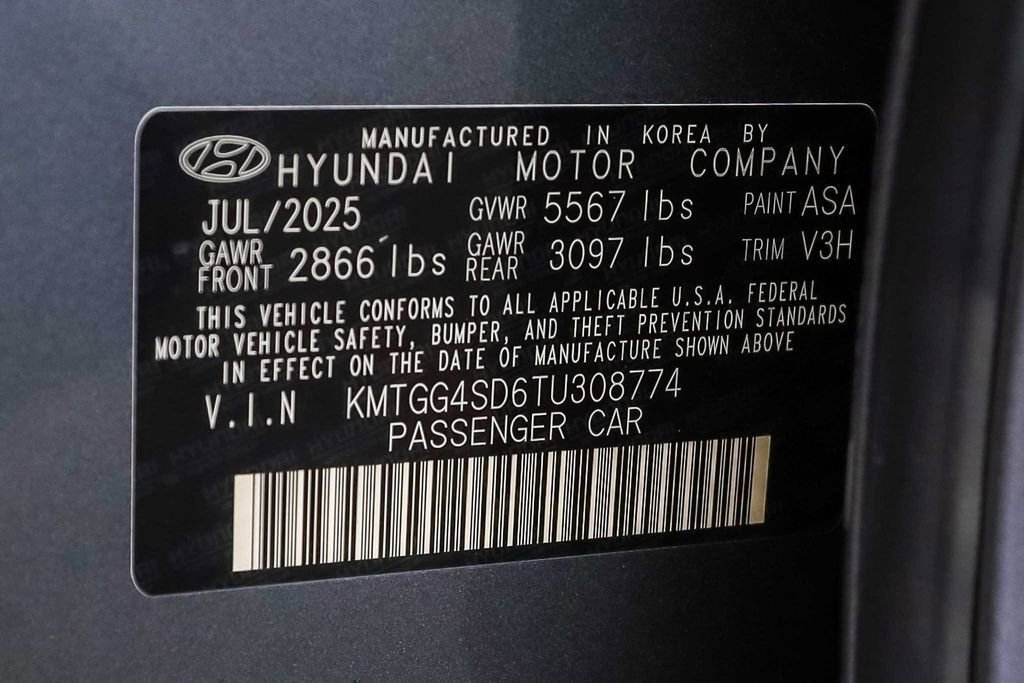 MANUFACTURED IN KOREA BY
HYUNDAI MOTOR COMPANY
JUL/2025 GVWR 5567 lbs PAINT ASA
GAWR FRONT 2866 lbs GAWR REAR 3097 lbs TRIM V3H
THIS VEHICLE CONFORMS TO ALL APPLICABLE U.S.A. FEDERAL
MOTOR VEHICLE SAFETY, BUMPER, AND THEFT PREVENTION STANDARDS
IN EFFECT ON THE DATE OF MANUFACTURE SHOWN ABOVE
V.I.N KMTGG4SD6TU308774
PASSENGER CAR